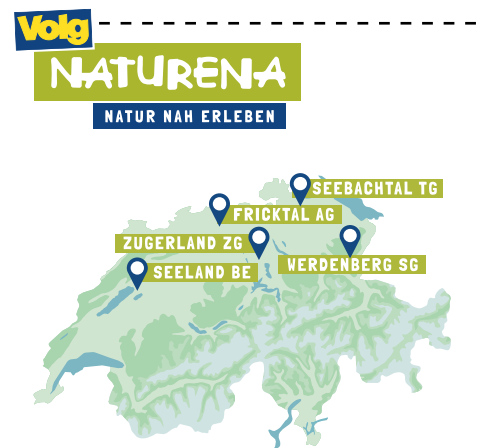 Volg
NATURENA
NATUR NAH ERLEBEN
SEEBACHTAL TG
FRICKTAL AG
ZUGERLAND ZG
WERDENBERG SG
SEELAND BE